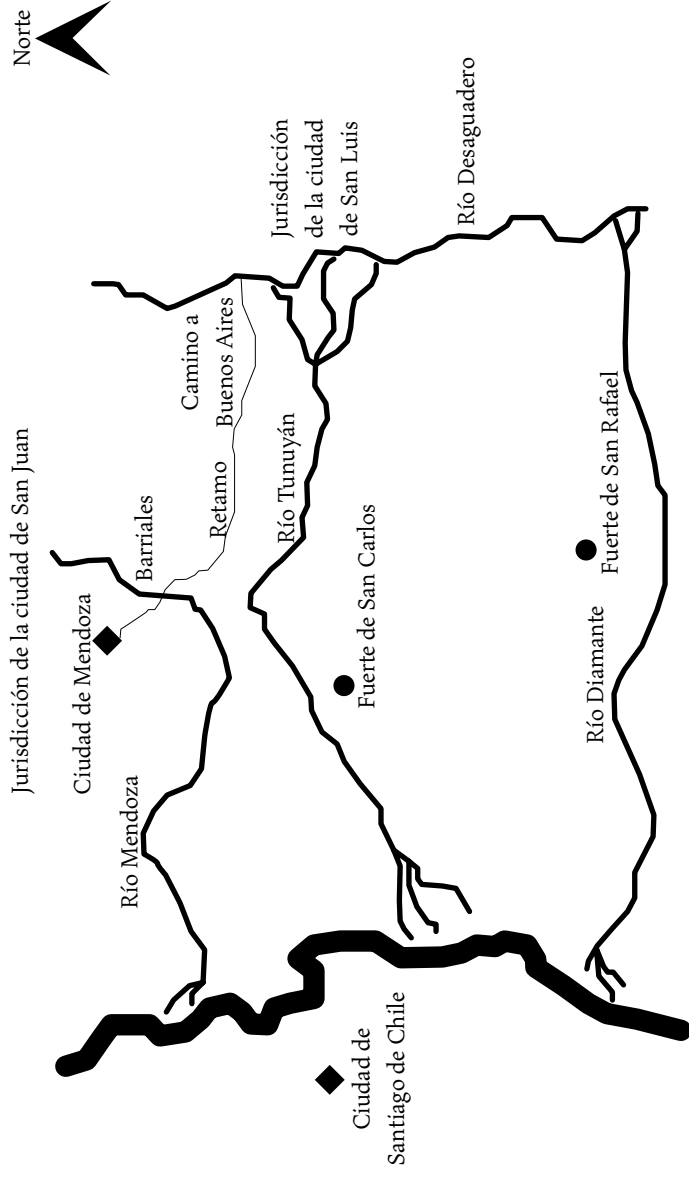 Norte
Jurisdicción de la ciudad de San Juan
Ciudad de Mendoza
Barriales
Río Mendoza
Camino a
Buenos Aires
Retamo
Río Tunuyán
Jurisdicción
de la ciudad
de San Luis
Río Desaguadero
Fuerte de San Carlos
Fuerte de San Rafael
Río Diamante
Ciudad de
Santiago de Chile